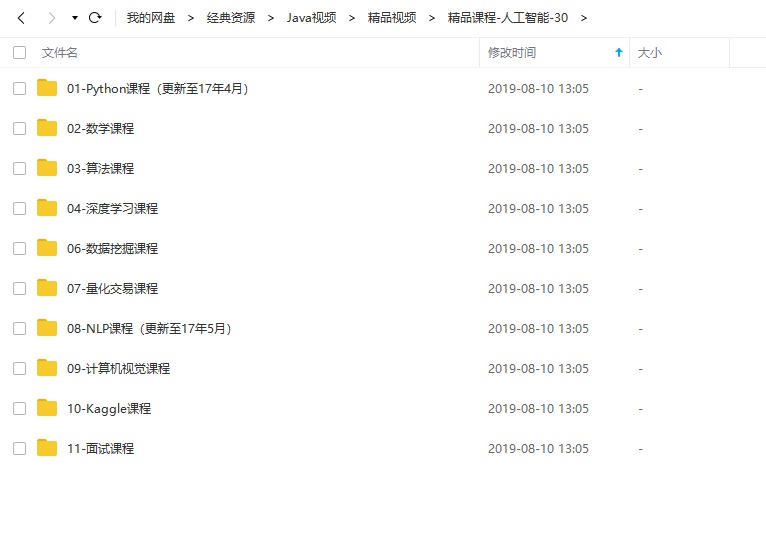 我的网盘 > 经典资源 > Java视频 > 精品视频 > 精品课程-人工智能-30 >
文件名 修改时间 大小
01-Python课程（更新至17年4月） 2019-08-10 13:05 -
02-数学课程 2019-08-10 13:05 -
03-算法课程 2019-08-10 13:05 -
04-深度学习课程 2019-08-10 13:05 -
06-数据挖掘课程 2019-08-10 13:05 -
07-量化交易课程 2019-08-10 13:05 -
08-NLP课程（更新至17年5月） 2019-08-10 13:05 -
09-计算机视觉课程 2019-08-10 13:05 -
10-Kaggle课程 2019-08-10 13:05 -
11-面试课程 2019-08-10 13:05 -